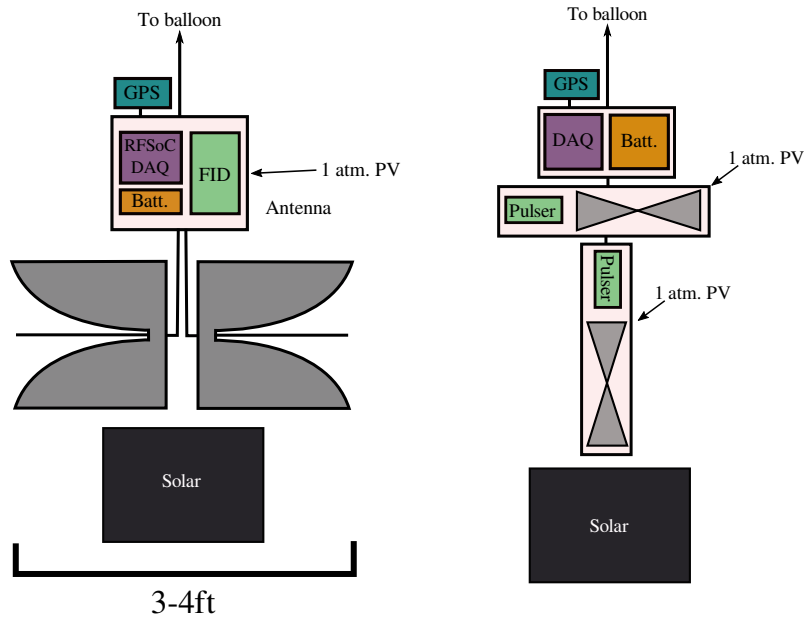 To balloon
GPS
RFSoC
DAQ
FID
Batt.
1 atm. PV
Antenna
Solar
3-4ft
To balloon
GPS
DAQ
Batt.
1 atm. PV
Pulser
Pulser
1 atm. PV
Solar